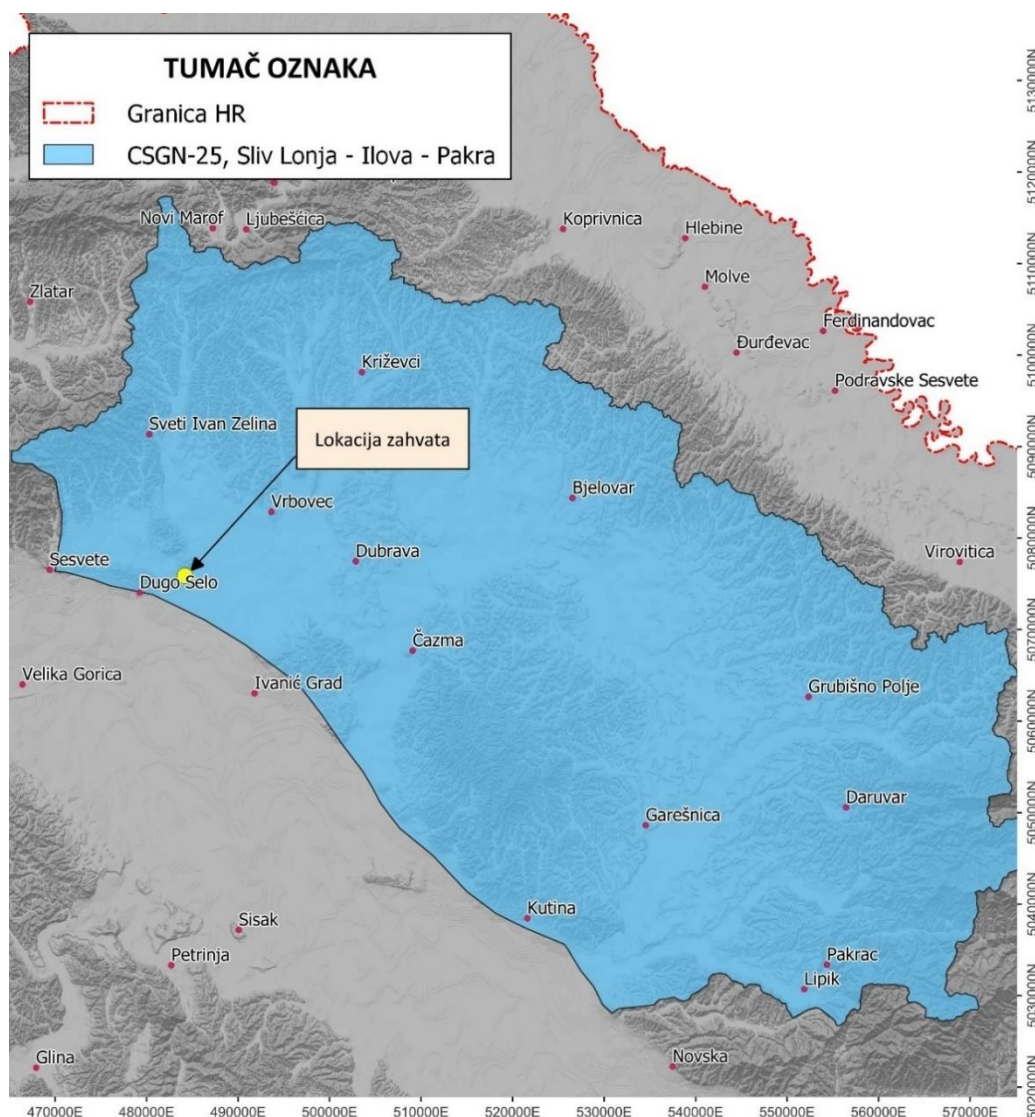 TUMAČ OZNAKA
Granica HR
CSGN-25, Sliv Lonja - Ilova - Pakra
Novi Marof
Ljubešćica
Koprivnica
Hlebine
Zlatar
Molve
Ferdinandovac
Đurđevac
Podravske Sesvete
Križevci
Sveti Ivan Zelina
Lokacija zahvata
Vrbovec
Bjelovar
Dubrava
Virovitica
Sesvete
Dugo Selo
Čazma
Velika Gorica
Ivanić Grad
Grubišno Polje
Daruvar
Garešnica
Kutina
Sisak
Petrinja
Pakrac
Lipik
Glina
Novska
5130000N
5120000N
5110000N
5100000N
5090000N
5080000N
5070000N
5060000N
5050000N
5040000N
5030000N
470000E
480000E
490000E
500000E
510000E
520000E
530000E
540000E
550000E
560000E